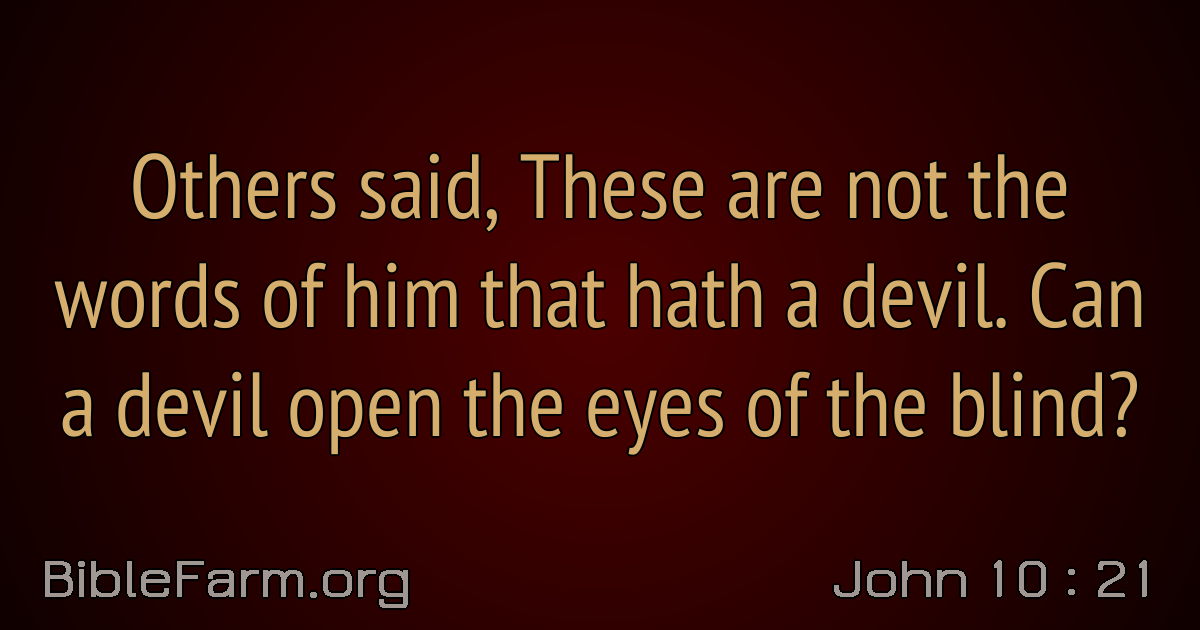 Others said, These are not the
words of him that hath a devil. Can
a devil open the eyes of the blind?
BibleFarm.org
John 10 : 21